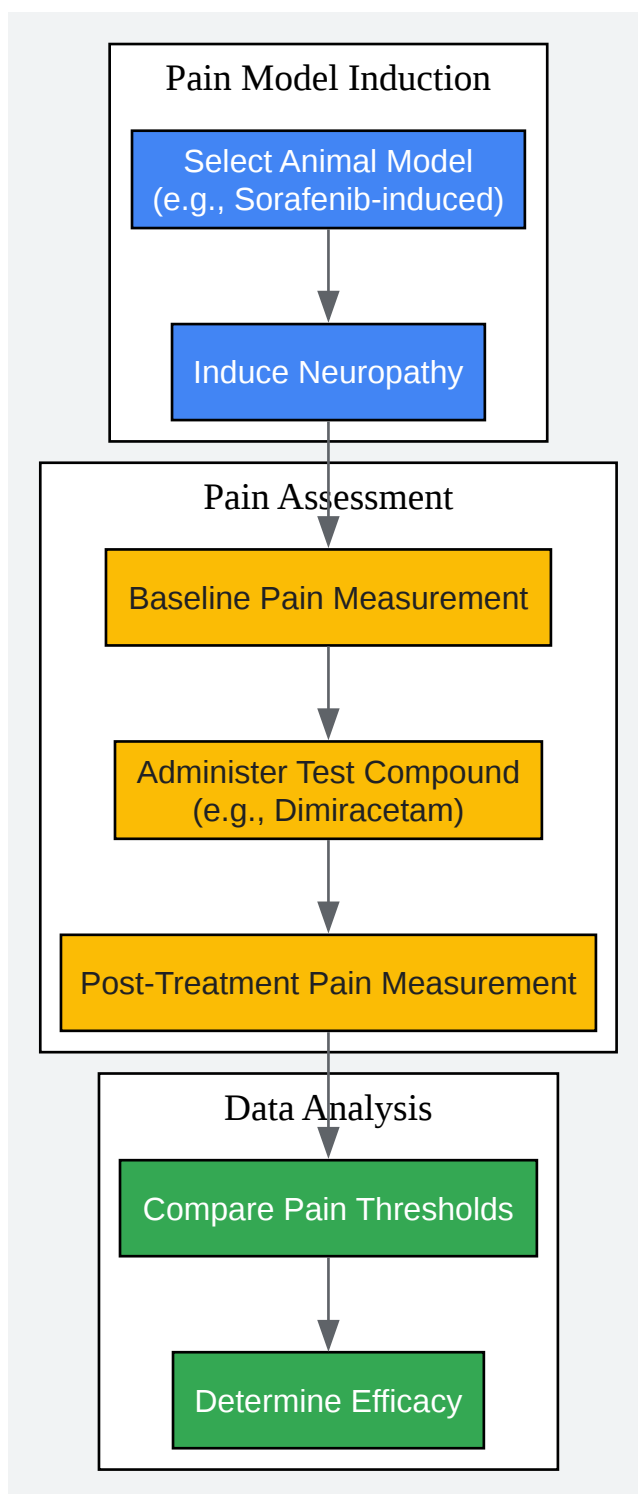 Pain Model Induction
Select Animal Model
(e.g., Sorafenib-induced)
Induce Neuropathy
Pain Assessment
Baseline Pain Measurement
Administer Test Compound
(e.g., Dimiracetam)
Post-Treatment Pain Measurement
Data Analysis
Compare Pain Thresholds
Determine Efficacy